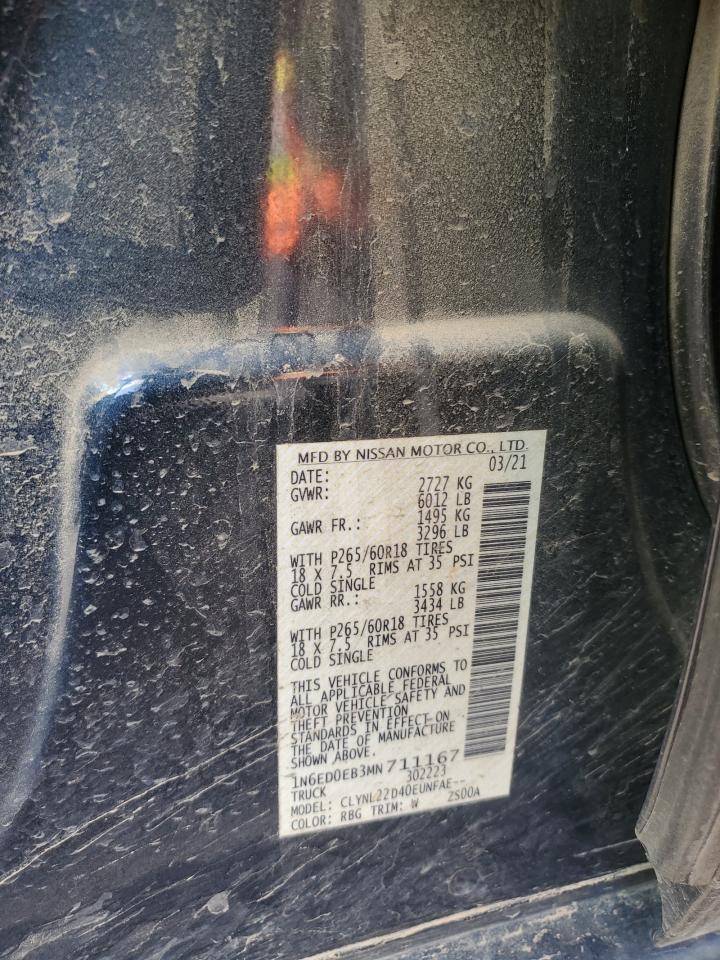 MFD BY NISSAN MOTOR CO., LTD.
DATE: 03/21
GVWR: 2727 KG
6012 LB
GAWR FR.: 1495 KG
3296 LB
WITH P265/60R18 TIRES
18 X 7.5 RIMS AT 35 PSI
COLD SINGLE
GAWR RR.: 1558 KG
3434 LB
WITH P265/60R18 TIRES
18 X 7.5 RIMS AT 35 PSI
COLD SINGLE
THIS VEHICLE CONFORMS TO
ALL APPLICABLE FEDERAL
MOTOR VEHICLE SAFETY AND
THEFT PREVENTION
STANDARDS IN EFFECT ON
THE DATE OF MANUFACTURE
SHOWN ABOVE.
1N6ED0EB3MN711167
TRUCK 302223
MODEL: CLYNL22D40EUNFAE--
COLOR: RBG TRIM: W ZS00A